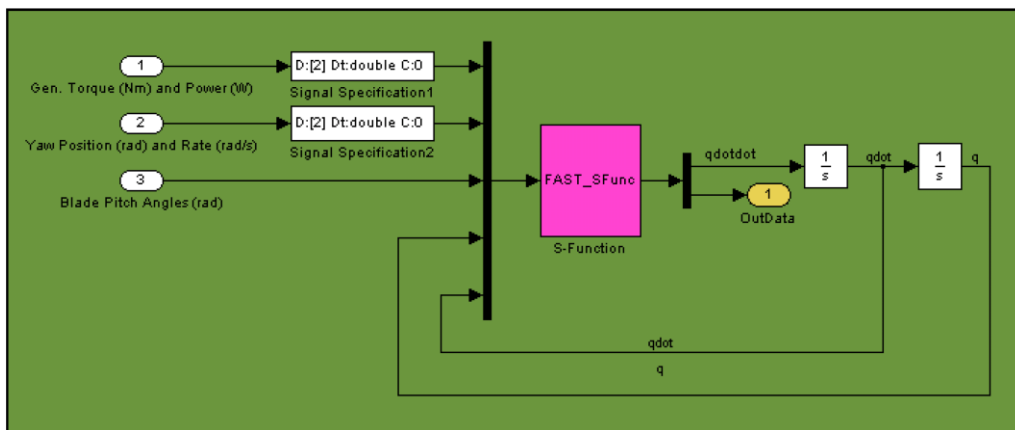 1
D:[2] Dt:double C:0
Gen. Torque (Nm) and Power (W)
Signal Specification1
2
D:[2] Dt:double C:0
Yaw Position (rad) and Rate (rad/s)
Signal Specification2
3
Blade Pitch Angles (rad)
FAST_SFunc
S-Function
qdotdot
1
s
qdot
1
s
q
1
OutData
qdot
q